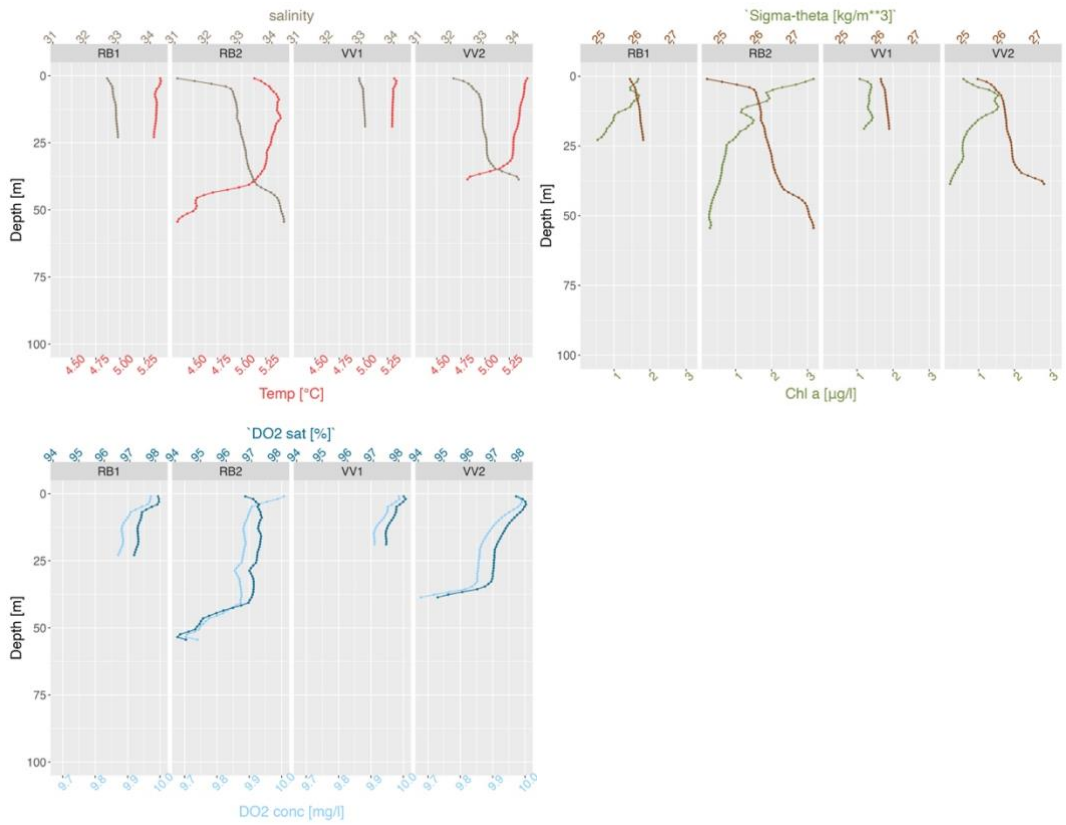 salinity
31 32 33 34 31 32 33 34 31 32 33 34 31 32 33 34
RB1 RB2 VV1 VV2
0
25
50
75
100
Depth [m]
4.50 4.75 5.00 5.25 4.50 4.75 5.00 5.25 4.50 4.75 5.00 5.25 4.50 4.75 5.00 5.25
Temp [°C]
`Sigma-theta [kg/m**3]`
25 26 27 25 26 27 25 26 27 25 26 27
RB1 RB2 VV1 VV2
0
25
50
75
100
Depth [m]
1 2 3 1 2 3 1 2 3 1 2 3
Chl a [µg/l]
`DO2 sat [%]`
94 95 96 97 98 94 95 96 97 98 94 95 96 97 98 94 95 96 97 98
RB1 RB2 VV1 VV2
0
25
50
75
100
Depth [m]
9.7 9.8 9.9 10.0 9.7 9.8 9.9 10.0 9.7 9.8 9.9 10.0 9.7 9.8 9.9 10.0
DO2 conc [mg/l]